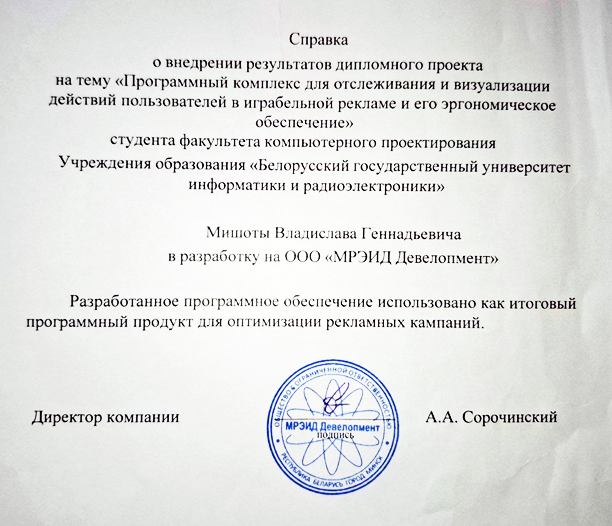 Справка
о внедрении результатов дипломного проекта
на тему «Программный комплекс для отслеживания и визуализации
действий пользователей в играбельной рекламе и его эргономическое
обеспечение»
студента факультета компьютерного проектирования
Учреждения образования «Белорусский государственный университет
информатики и радиоэлектроники»
Мишоты Владислава Геннадьевича
в разработку на ООО «МРЭИД Девелопмент»
Разработанное программное обеспечение использовано как итоговый
программный продукт для оптимизации рекламных кампаний.
ОБЩЕСТВО С ОГРАНИЧЕННОЙ ОТВЕТСТВЕННОСТЬЮ
Директор компании
МРЭИД Девелопмент
А.А. Сорочинский
подпись
РЕСПУБЛИКА БЕЛАРУСЬ ГОРОД МИНСК